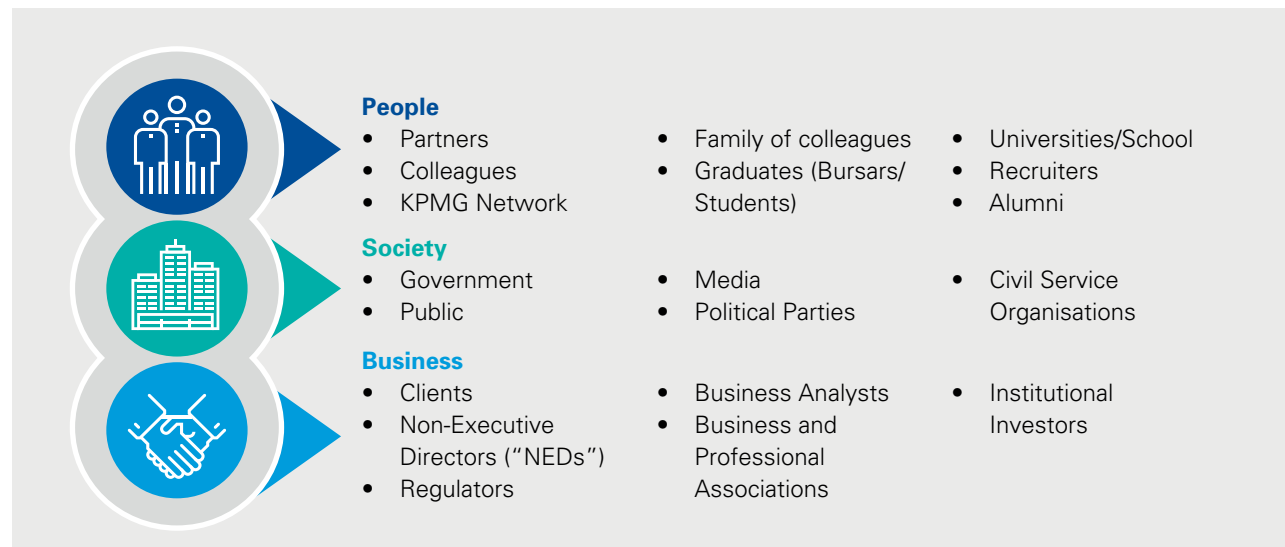 People
• Partners
• Colleagues
• KPMG Network
• Family of colleagues
• Graduates (Bursars/
Students)
• Universities/School
• Recruiters
• Alumni
Society
• Government
• Public
• Media
• Political Parties
• Civil Service
Organisations
Business
• Clients
• Non-Executive
Directors (“NEDs”)
• Regulators
• Business Analysts
• Business and
Professional
Associations
• Institutional
Investors